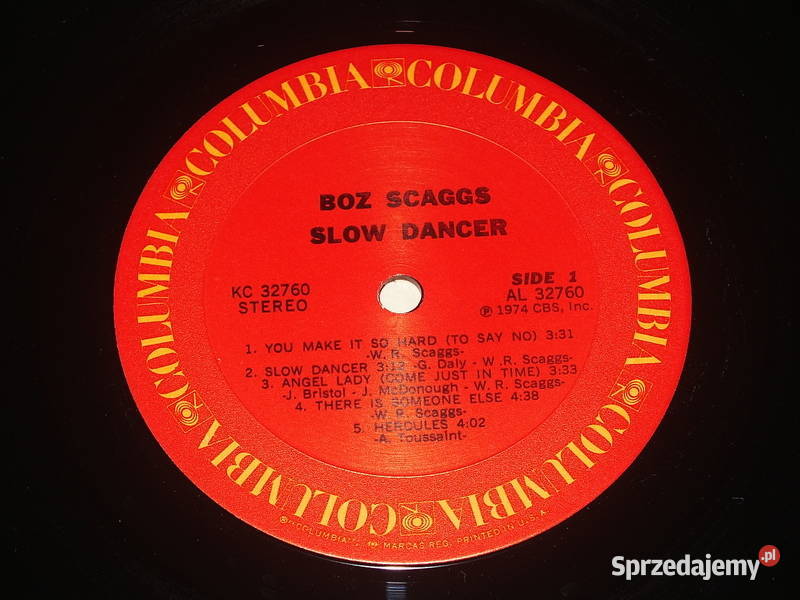 COLUMBIA COLUMBIA COLUMBIA COLUMBIA COLUMBIA COLUMBIA
BOZ SCAGGS
SLOW DANCER
KC 32760
STEREO
SIDE 1
AL 32760
℗ 1974 CBS, Inc.
1. YOU MAKE IT SO HARD (TO SAY NO) 3:31
-W. R. Scaggs-
2. SLOW DANCER 3:12 -G. Daly - W. R. Scaggs-
3. ANGEL LADY (COME JUST IN TIME) 3:33
-J. Bristol - J. McDonough - W. R. Scaggs-
4. THERE IS SOMEONE ELSE 4:38
-W. R. Scaggs-
5. HERCULES 4:02
-A. Toussaint-
® "COLUMBIA", MARCAS REG. PRINTED IN U.S.A.
Sprzedajemy.pl